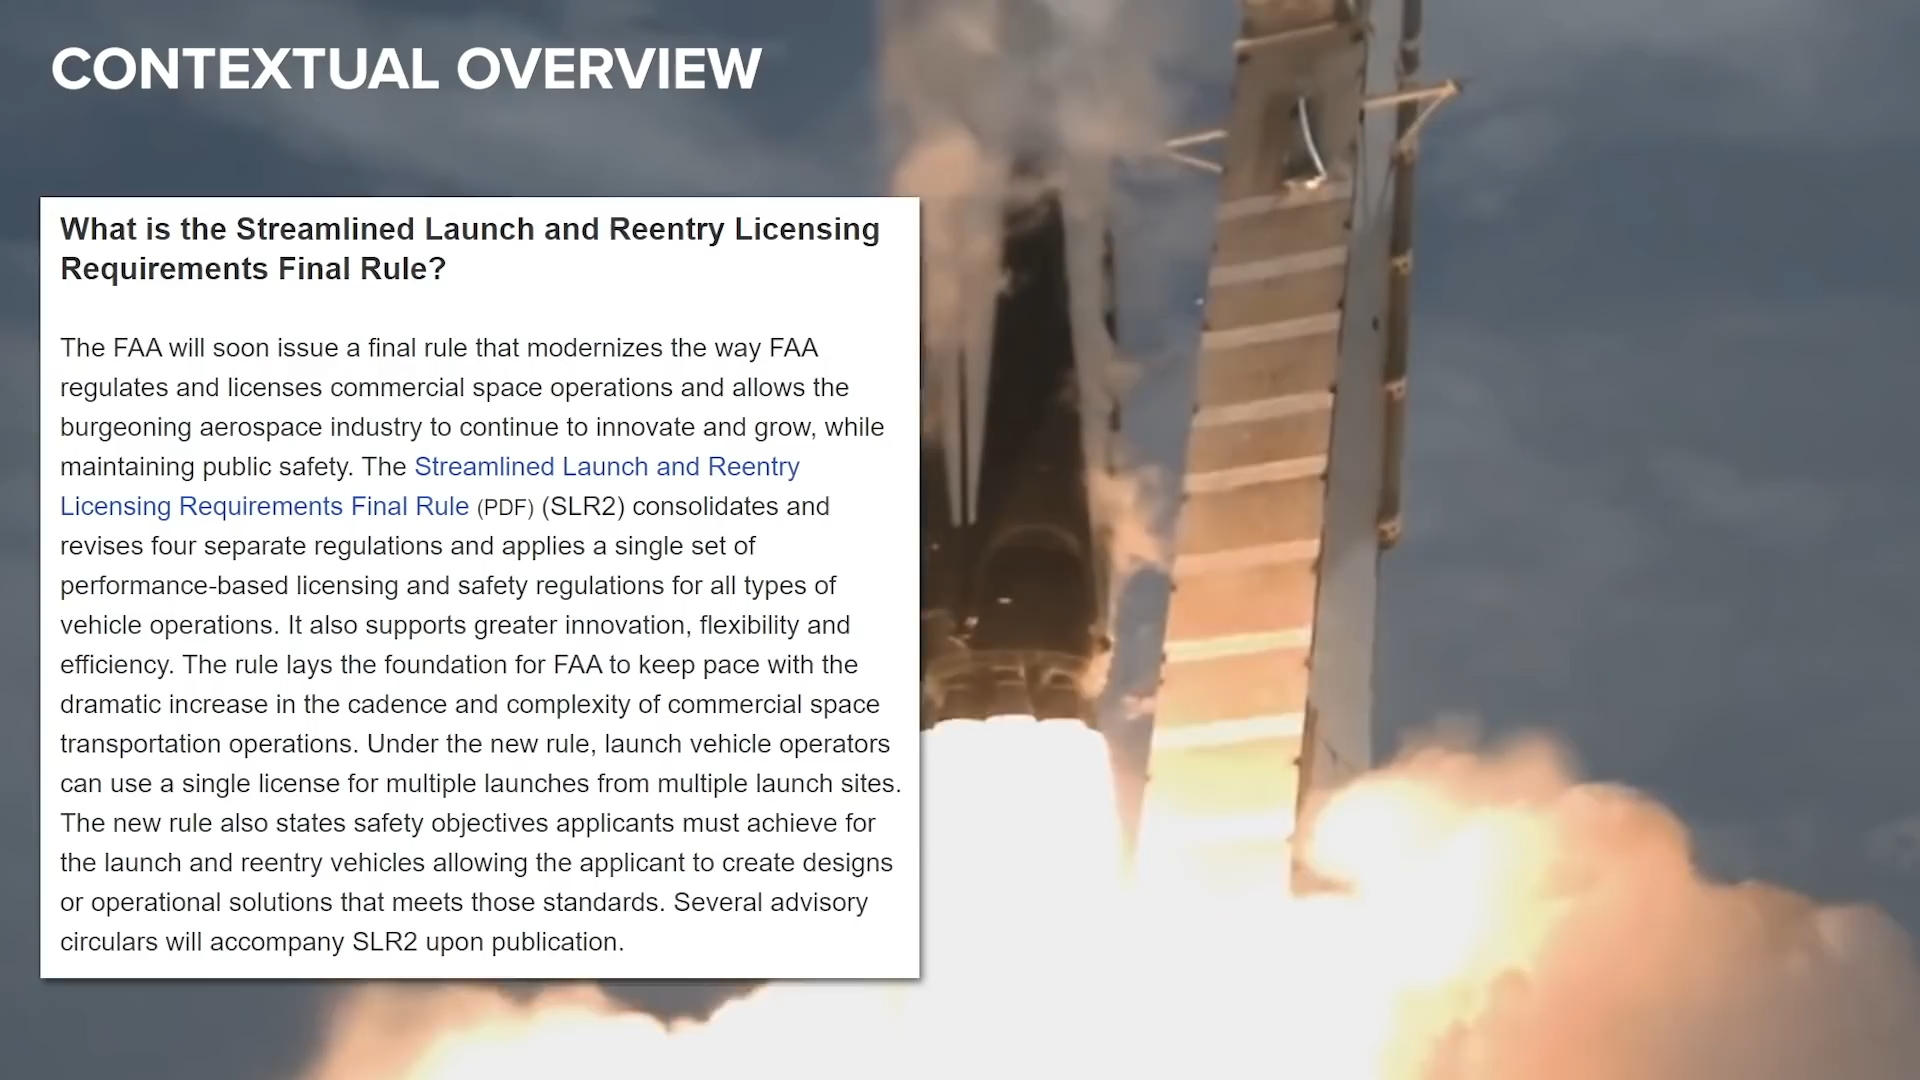 CONTEXTUAL OVERVIEW
What is the Streamlined Launch and Reentry Licensing
Requirements Final Rule?
The FAA will soon issue a final rule that modernizes the way FAA
regulates and licenses commercial space operations and allows the
burgeoning aerospace industry to continue to innovate and grow, while
maintaining public safety. The Streamlined Launch and Reentry
Licensing Requirements Final Rule (PDF) (SLR2) consolidates and
revises four separate regulations and applies a single set of
performance-based licensing and safety regulations for all types of
vehicle operations. It also supports greater innovation, flexibility and
efficiency. The rule lays the foundation for FAA to keep pace with the
dramatic increase in the cadence and complexity of commercial space
transportation operations. Under the new rule, launch vehicle operators
can use a single license for multiple launches from multiple launch sites.
The new rule also states safety objectives applicants must achieve for
the launch and reentry vehicles allowing the applicant to create designs
or operational solutions that meets those standards. Several advisory
circulars will accompany SLR2 upon publication.